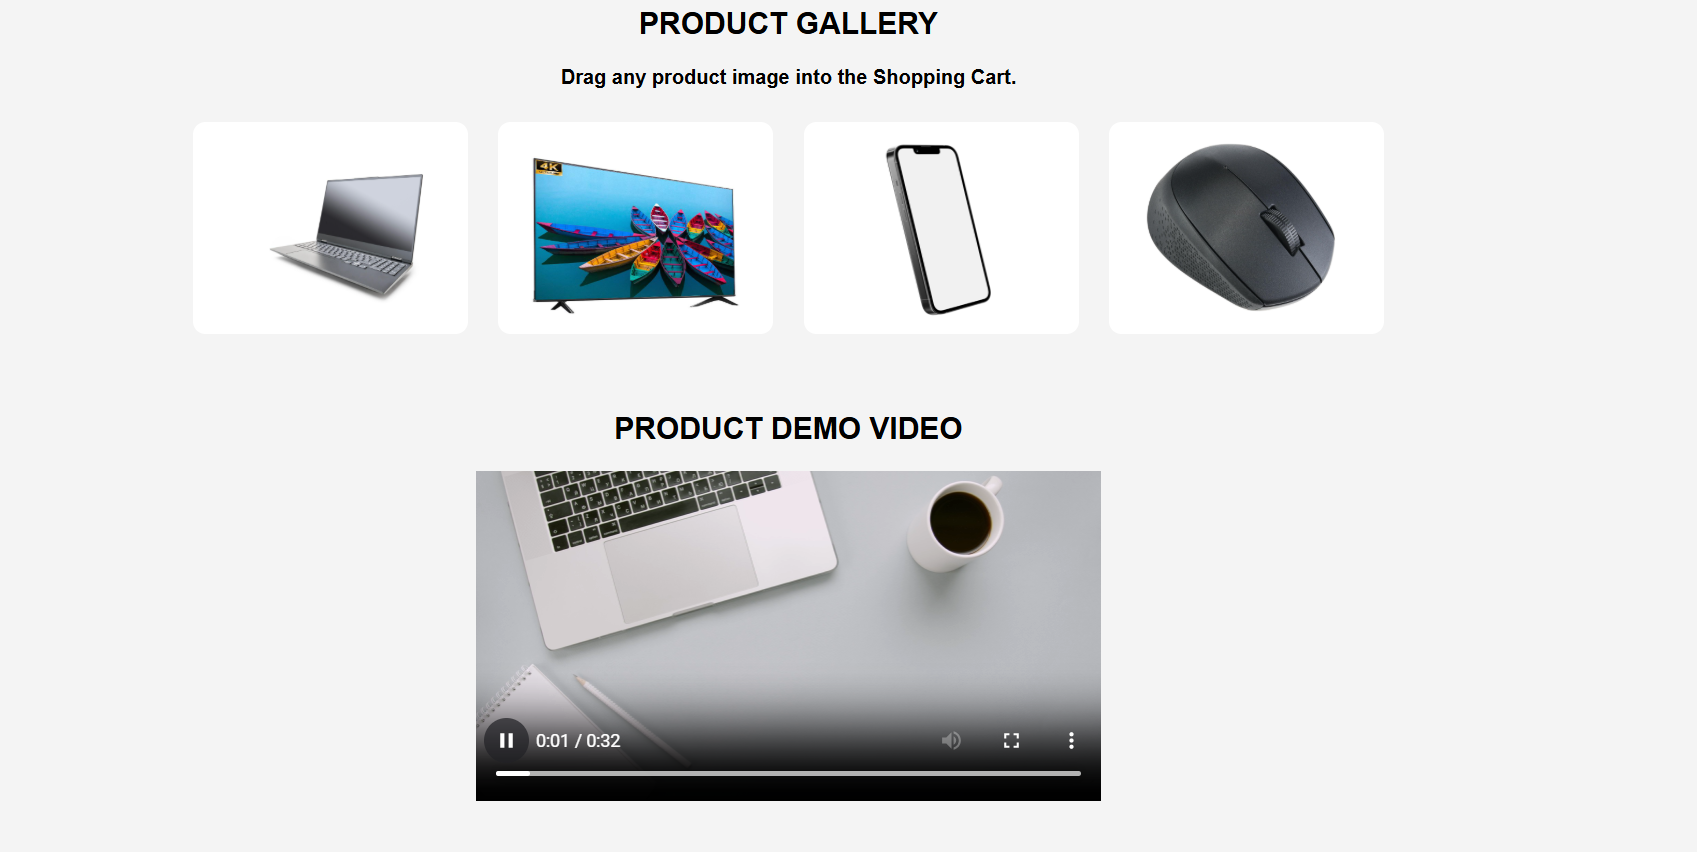 PRODUCT GALLERY
Drag any product image into the Shopping Cart.
4K
PRODUCT DEMO VIDEO
0:01 / 0:32